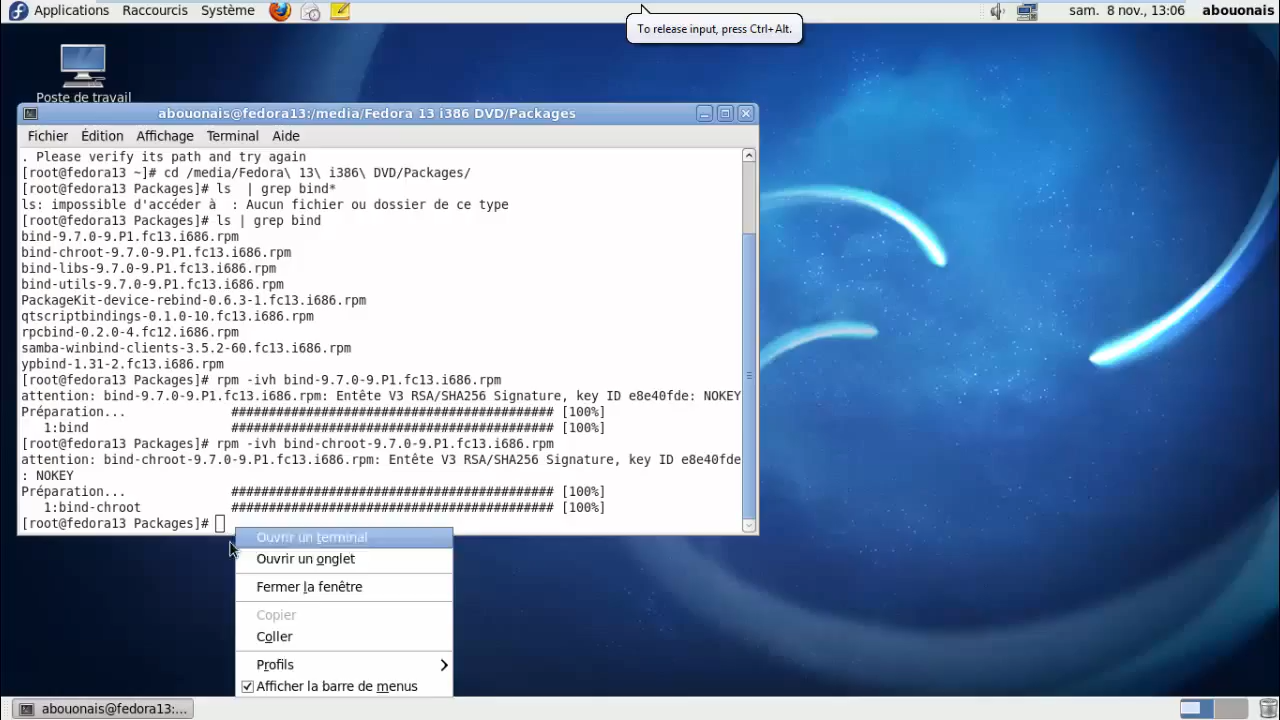 Applications Raccourcis Système sam. 8 nov., 13:06 abouonais
To release input, press Ctrl+Alt.
Poste de travail
abouonais@fedora13:/media/Fedora 13 i386 DVD/Packages
Fichier Édition Affichage Terminal Aide
. Please verify its path and try again
[root@fedora13 ~]# cd /media/Fedora\ 13\ i386\ DVD/Packages/
[root@fedora13 Packages]# ls  | grep bind*
ls: impossible d'accéder à  : Aucun fichier ou dossier de ce type
[root@fedora13 Packages]# ls | grep bind
bind-9.7.0-9.P1.fc13.i686.rpm
bind-chroot-9.7.0-9.P1.fc13.i686.rpm
bind-libs-9.7.0-9.P1.fc13.i686.rpm
bind-utils-9.7.0-9.P1.fc13.i686.rpm
PackageKit-device-rebind-0.6.3-1.fc13.i686.rpm
qtscriptbindings-0.1.0-10.fc13.i686.rpm
rpcbind-0.2.0-4.fc12.i686.rpm
samba-winbind-clients-3.5.2-60.fc13.i686.rpm
ypbind-1.31-2.fc13.i686.rpm
[root@fedora13 Packages]# rpm -ivh bind-9.7.0-9.P1.fc13.i686.rpm
attention: bind-9.7.0-9.P1.fc13.i686.rpm: Entête V3 RSA/SHA256 Signature, key ID e8e40fde: NOKEY
Préparation... ########################################### [100%]
1:bind ########################################### [100%]
[root@fedora13 Packages]# rpm -ivh bind-chroot-9.7.0-9.P1.fc13.i686.rpm
attention: bind-chroot-9.7.0-9.P1.fc13.i686.rpm: Entête V3 RSA/SHA256 Signature, key ID e8e40fde
: NOKEY
Préparation... ########################################### [100%]
1:bind-chroot ########################################### [100%]
[root@fedora13 Packages]#
Ouvrir un terminal
Ouvrir un onglet
Fermer la fenêtre
Copier
Coller
Profils
Afficher la barre de menus
abouonais@fedora13:...